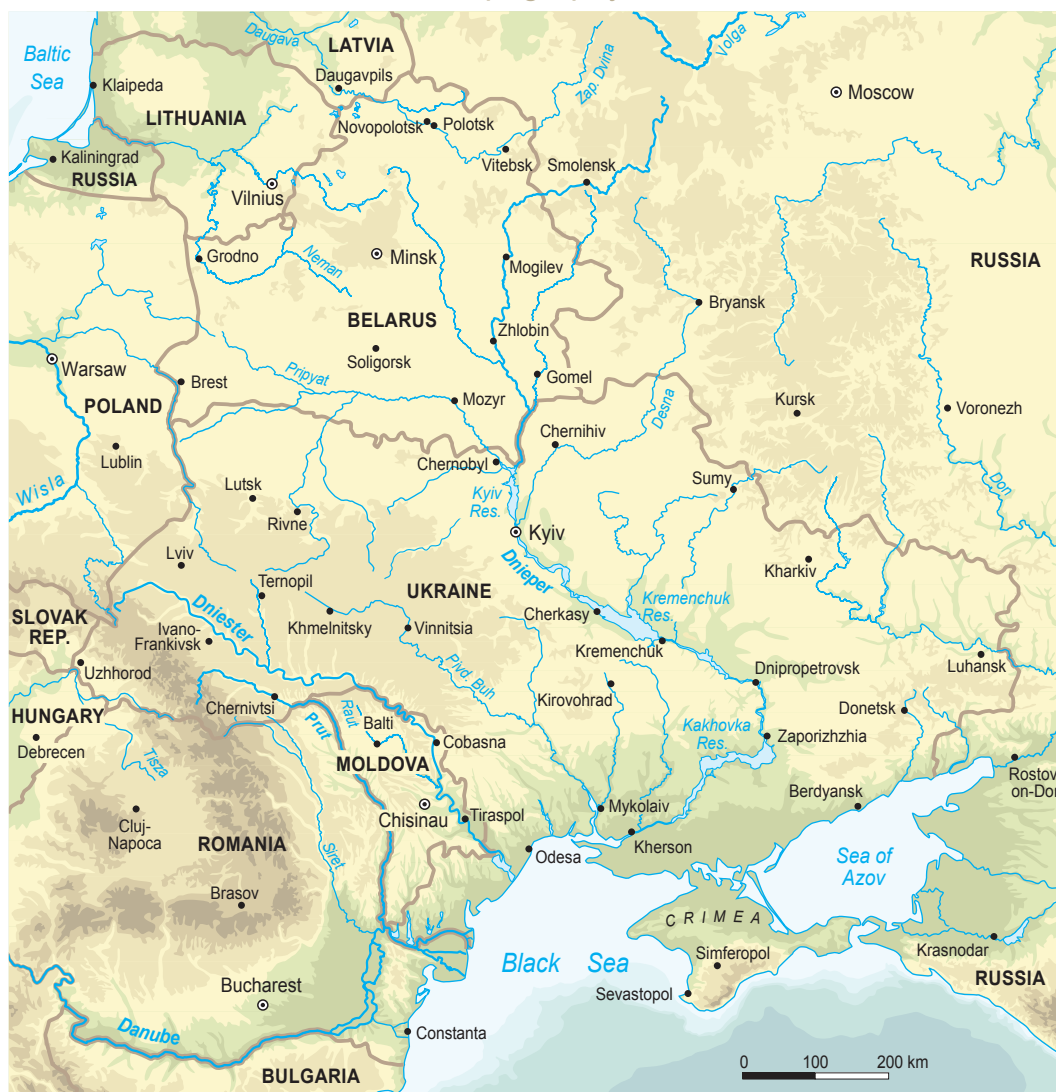 Baltic
Sea
Daugava
LATVIA
Volga
Klaipeda
Daugavpils
Zap. Dvina
Moscow
LITHUANIA
Novopolotsk
Polotsk
Kaliningrad
RUSSIA
Vitebsk
Smolensk
Vilnius
Grodno
Neman
Minsk
Mogilev
RUSSIA
Bryansk
BELARUS
Zhlobin
Soligorsk
Warsaw
Pripyat
Gomel
Brest
POLAND
Mozyr
Desna
Kursk
Voronezh
Lublin
Chernihiv
Chernobyl
Wisla
Lutsk
Kyiv
Res.
Sumy
Don
Rivne
Kyiv
Lviv
Dnieper
Kharkiv
Ternopil
UKRAINE
Kremenchuk
Res.
SLOVAK
REP.
Dniester
Ivano-
Frankivsk
Khmelnitsky
Vinnitsia
Cherkasy
Kremenchuk
Luhansk
Uzhhorod
Pivd. Buh
Dnipropetrovsk
Chernivtsi
Kirovohrad
Donetsk
HUNGARY
Debrecen
Tisza
Prut
Raut
Balti
Cobasna
Kakhovka
Res.
Zaporizhzhia
MOLDOVA
Rostov-
on-Don
Cluj-
Napoca
Chisinau
Tiraspol
Mykolaiv
Berdyansk
ROMANIA
Siret
Odesa
Kherson
Sea of
Azov
Brasov
CRIMEA
Krasnodar
Black Sea
Simferopol
RUSSIA
Bucharest
Sevastopol
Danube
Constanta
BULGARIA
0 100 200 km